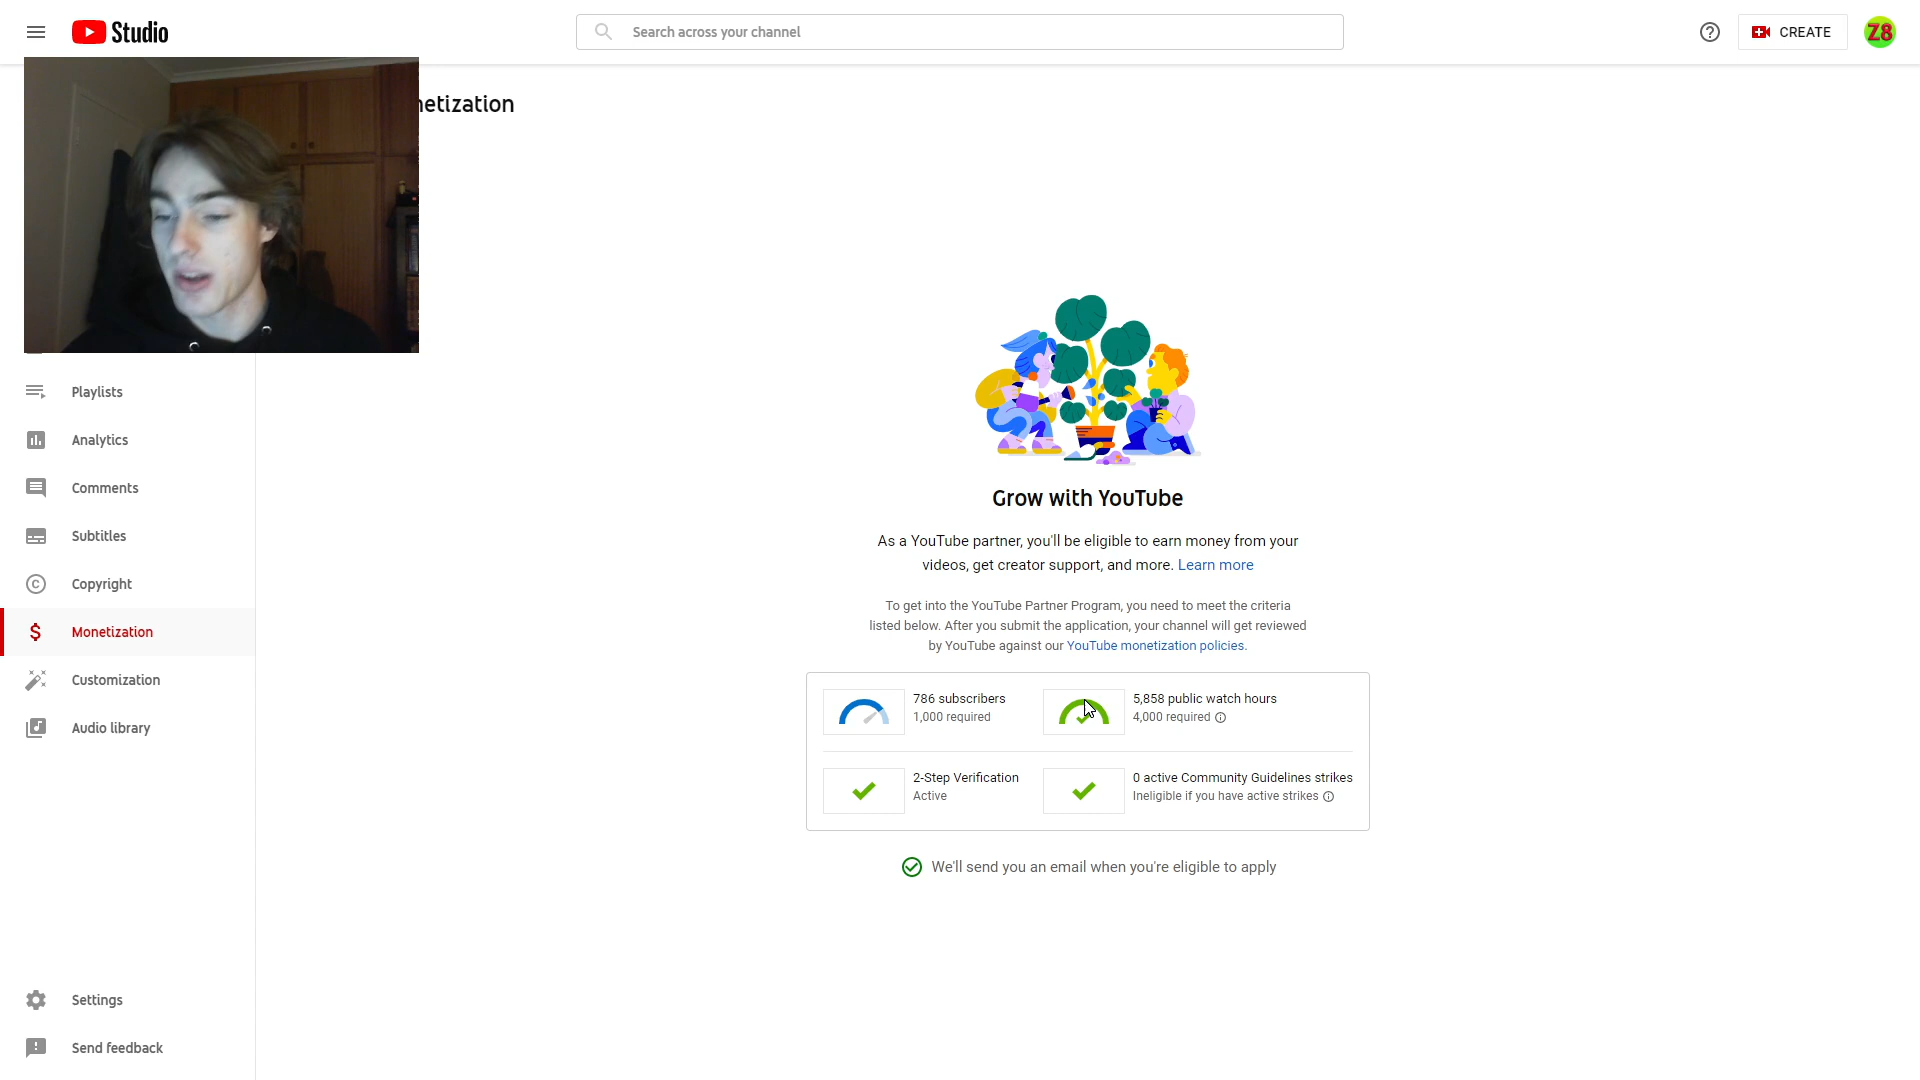 Studio
Search across your channel
CREATE
Z8
netization
Playlists
Analytics
Comments
Subtitles
Copyright
Monetization
Customization
Audio library
Settings
Send feedback
Grow with YouTube
As a YouTube partner, you'll be eligible to earn money from your
videos, get creator support, and more. Learn more
To get into the YouTube Partner Program, you need to meet the criteria
listed below. After you submit the application, your channel will get reviewed
by YouTube against our YouTube monetization policies.
786 subscribers
1,000 required
5,858 public watch hours
4,000 required
2-Step Verification
Active
0 active Community Guidelines strikes
Ineligible if you have active strikes
We'll send you an email when you're eligible to apply